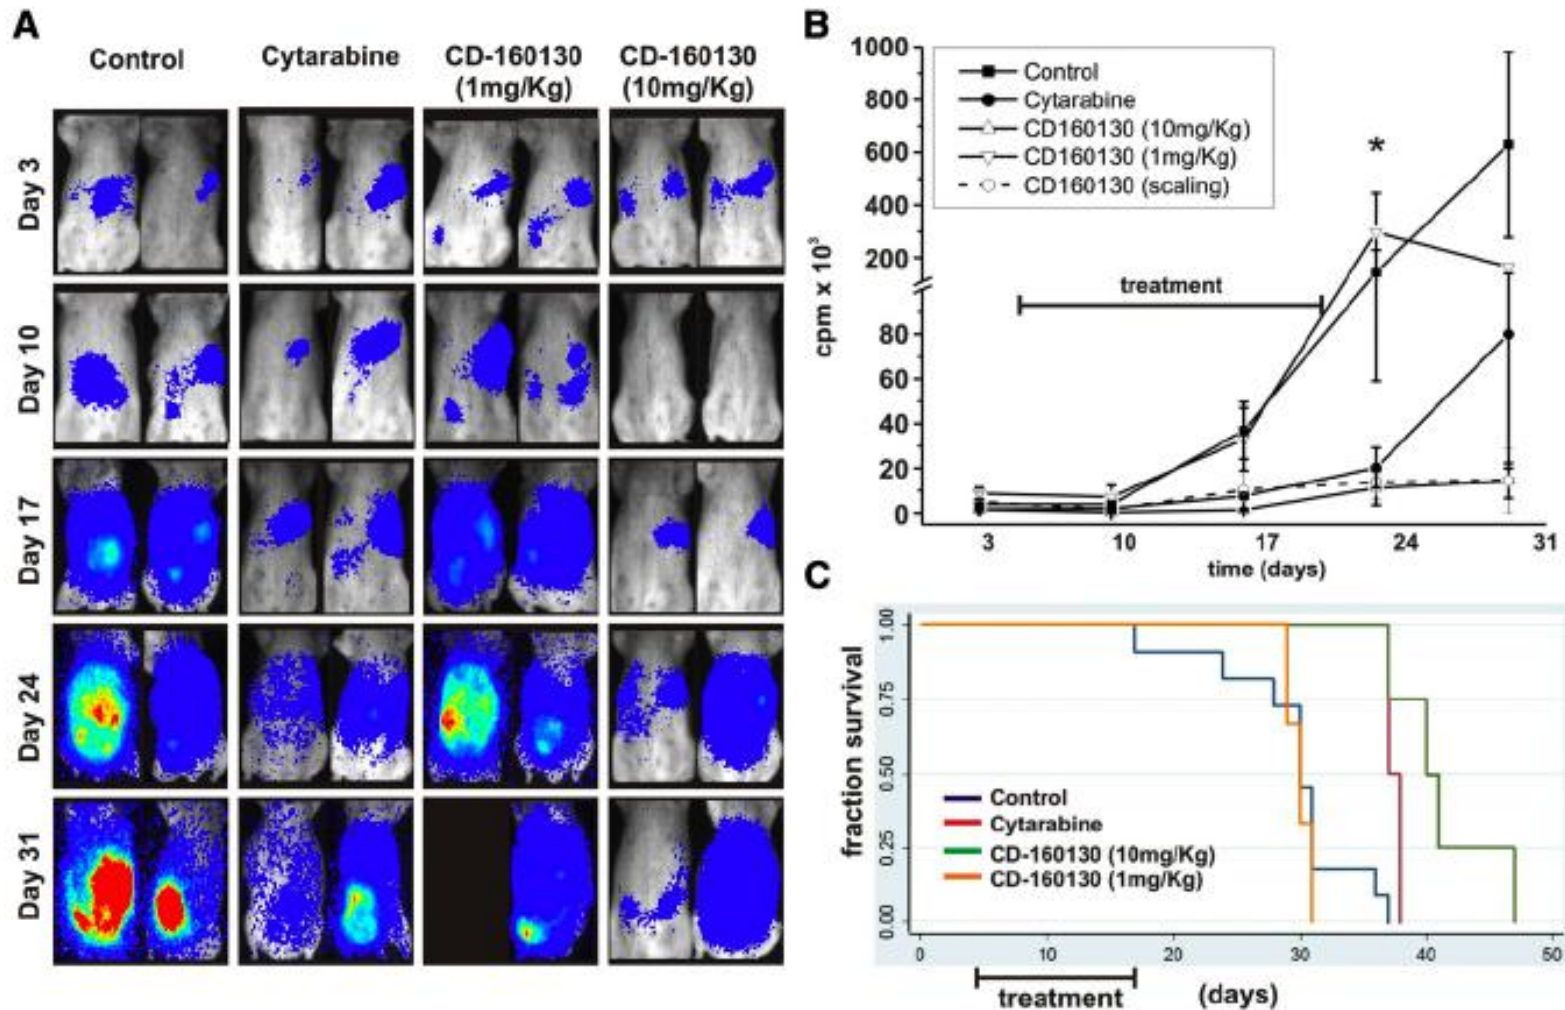 A
Control
Cytarabine
CD-160130
(1mg/Kg)
CD-160130
(10mg/Kg)
Day 3
Day 10
Day 17
Day 24
Day 31
B
1000
800
600
400
200
80
60
40
20
0
cpm x 10³
Control
Cytarabine
CD160130 (10mg/Kg)
CD160130 (1mg/Kg)
CD160130 (scaling)
*
treatment
3 10 17 24 31
time (days)
C
1.00
0.75
0.50
0.25
0.00
fraction survival
Control
Cytarabine
CD-160130 (10mg/Kg)
CD-160130 (1mg/Kg)
0 10 20 30 40 50
treatment
(days)